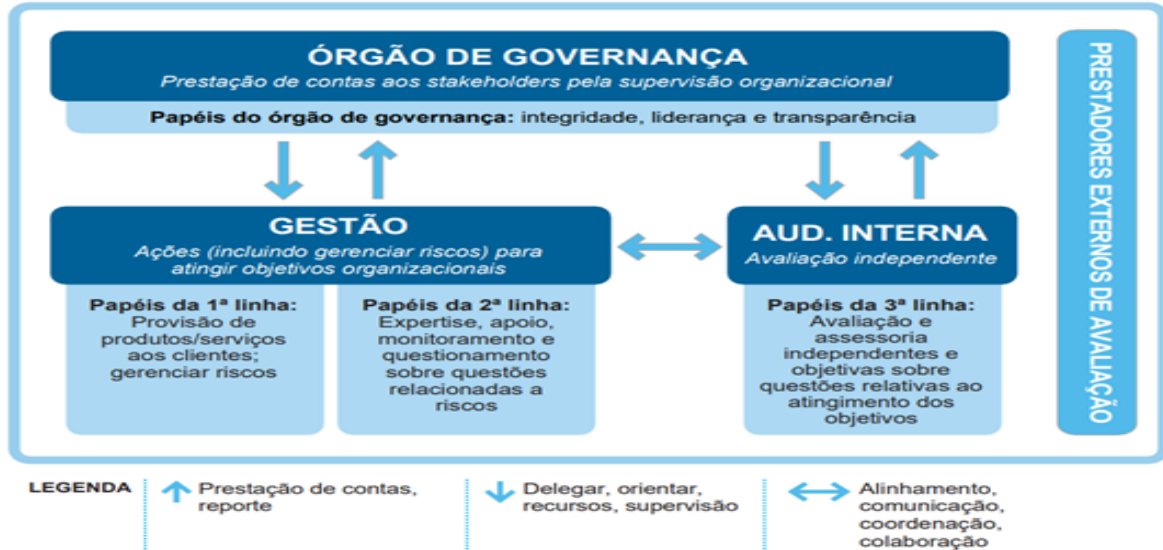 ÓRGÃO DE GOVERNANÇA
Prestação de contas aos stakeholders pela supervisão organizacional
Papéis do órgão de governança: integridade, liderança e transparência
GESTÃO
Ações (incluindo gerenciar riscos) para
atingir objetivos organizacionais
Papéis da 1ª linha:
Provisão de
produtos/serviços
aos clientes;
gerenciar riscos
Papéis da 2ª linha:
Expertise, apoio,
monitoramento e
questionamento
sobre questões
relacionadas a
riscos
AUD. INTERNA
Avaliação independente
Papéis da 3ª linha:
Avaliação e
assessoria
independentes e
objetivas sobre
questões relativas ao
atingimento dos
objetivos
PRESTADORES EXTERNOS DE AVALIAÇÃO
LEGENDA
Prestação de contas,
reporte
Delegar, orientar,
recursos, supervisão
Alinhamento,
comunicação,
coordenação,
colaboração